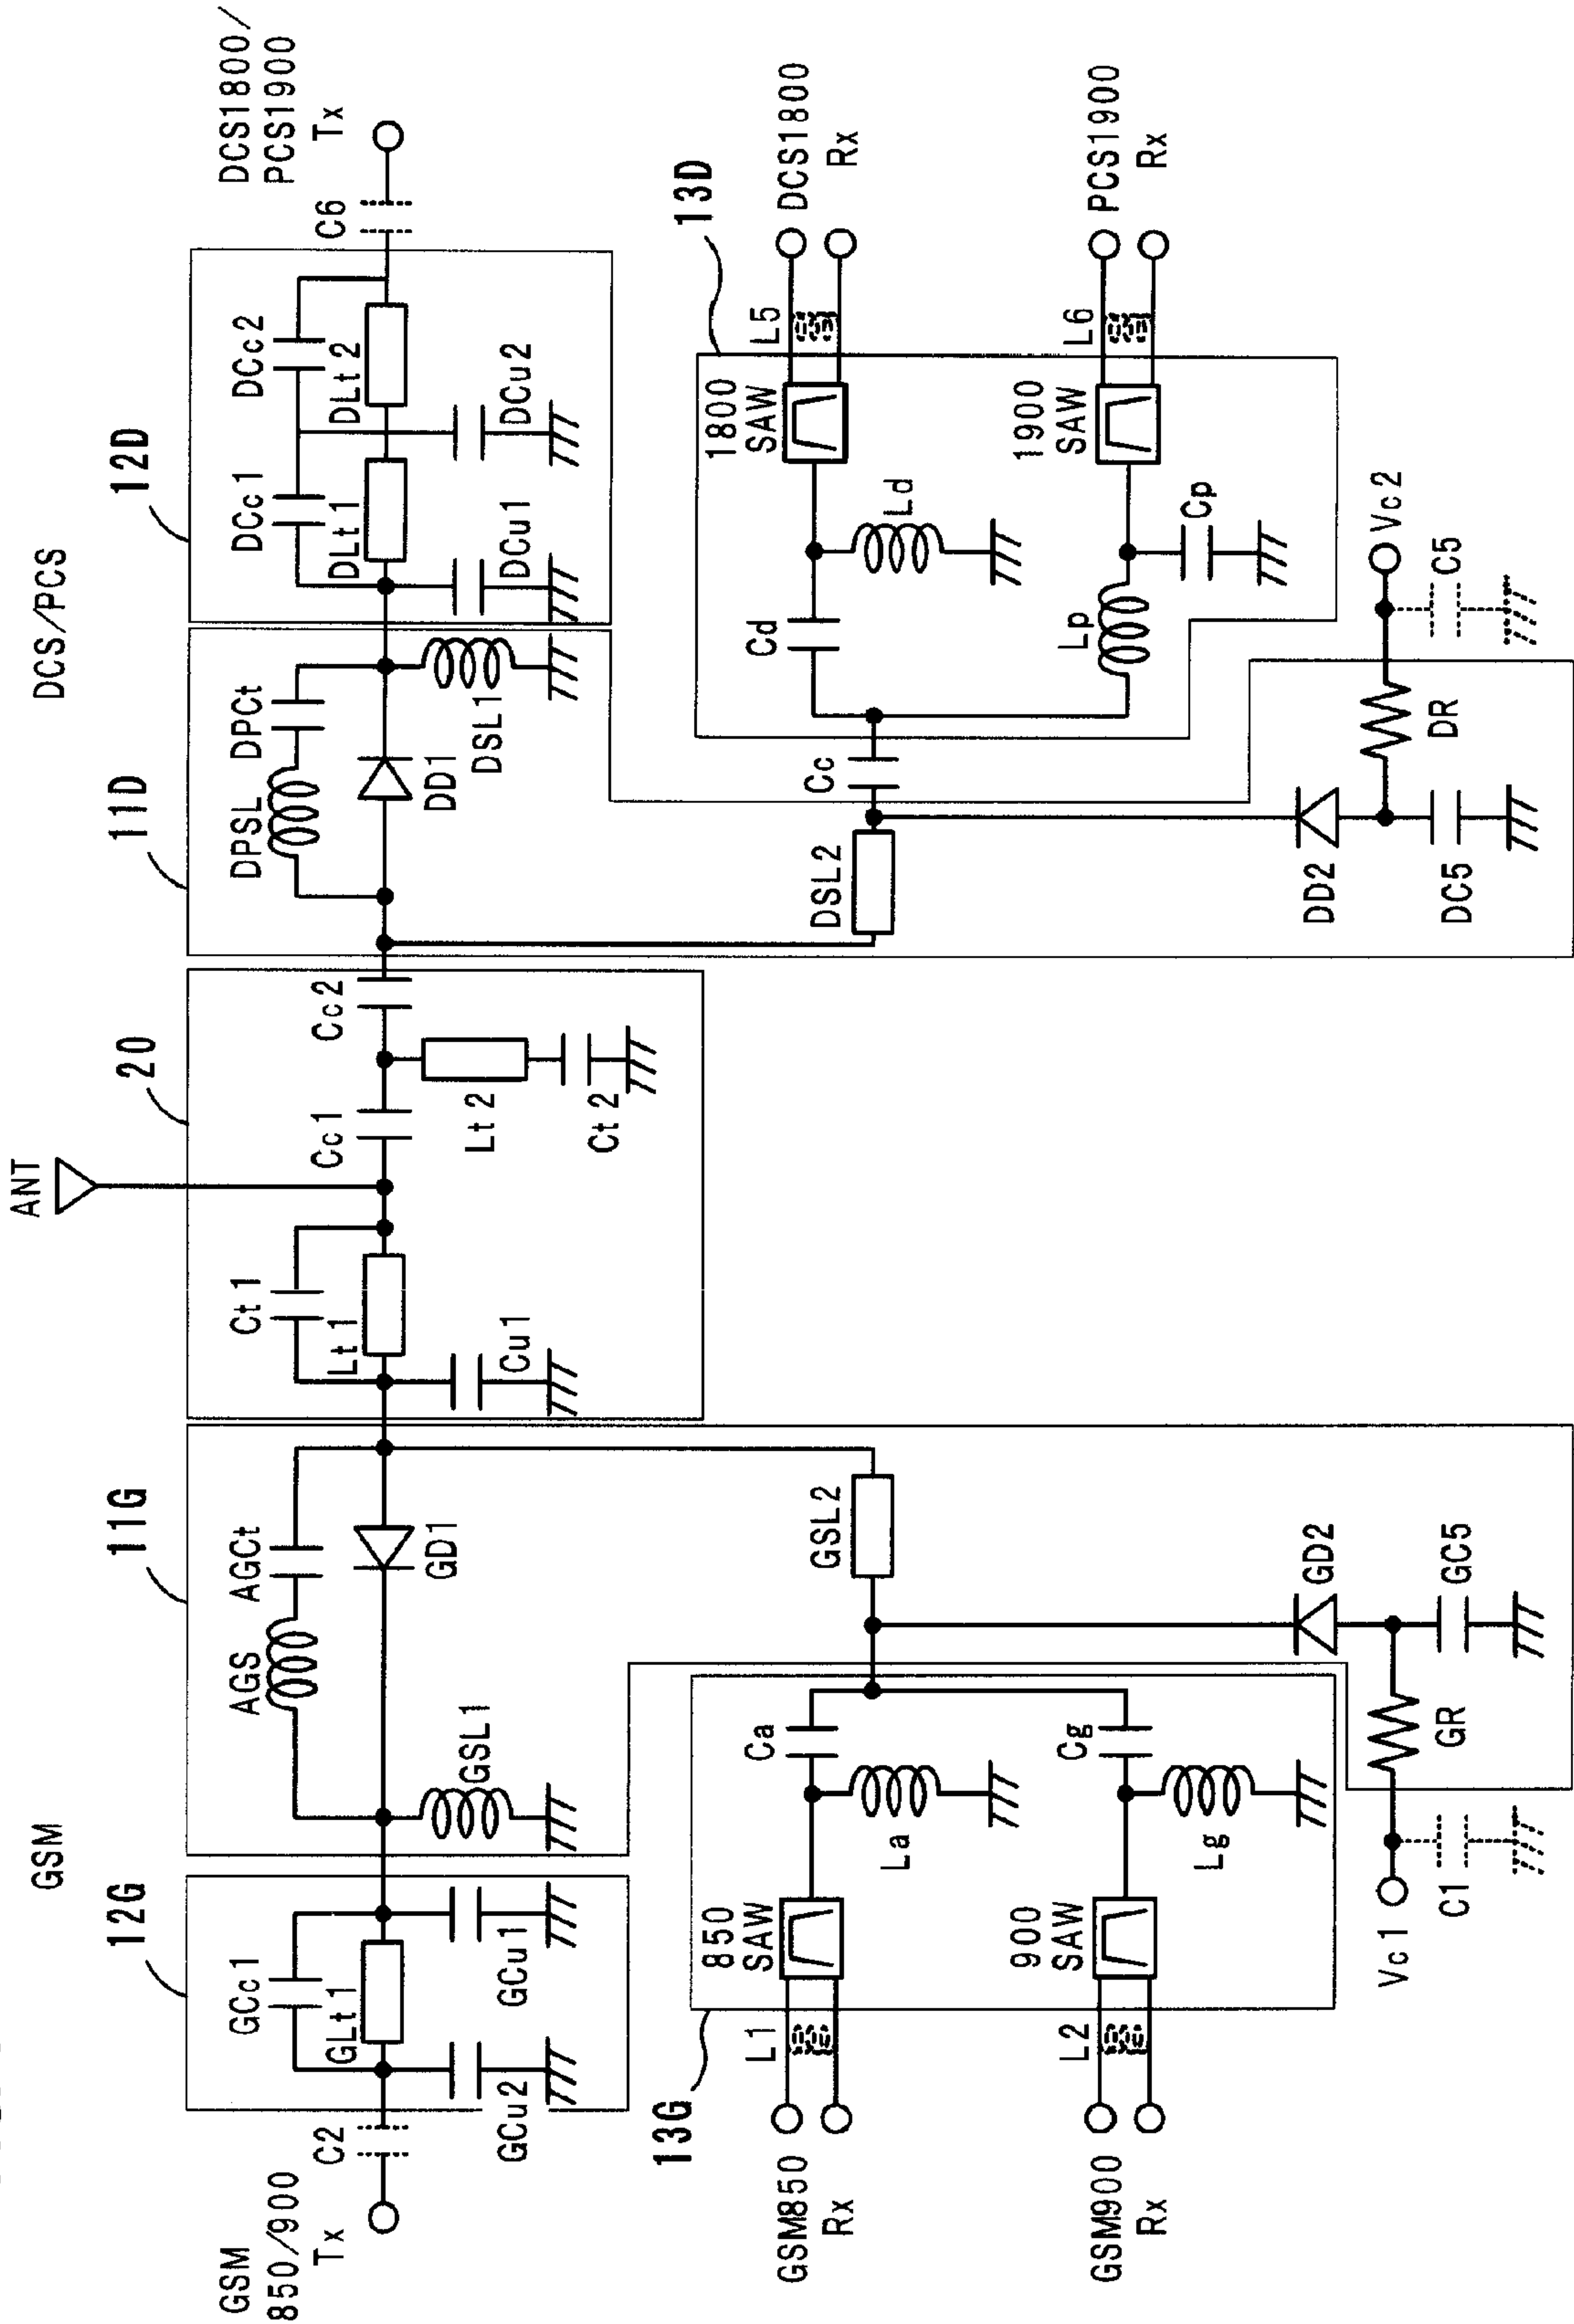 GSM
DCS/PCS
ANT
12G
11G
20
11D
12D
GSM
850/900
Tx
C2
GCc1
GLt1
GCu2
GCu1
AGS
AGCt
GD1
GSL1
Ct1
Lt1
Cu1
Cc1
Cc2
Lt2
Ct2
DPSL
DPCt
DD1
DSL1
DCc1
DLt1
DCu1
DCc2
DLt2
DCu2
C6
DCS1800/
PCS1900
Tx
13G
GSM850
Rx
L1
850
SAW
La
Ca
GSL2
GSM900
Rx
L2
900
SAW
Lg
Cg
Vc1
C1
GR
GD2
GC5
DSL2
Cc
13D
Cd
Ld
1800
SAW
L5
DCS1800
Rx
Lp
Cp
1900
SAW
L6
PCS1900
Rx
DD2
DC5
DR
Vc2
C5